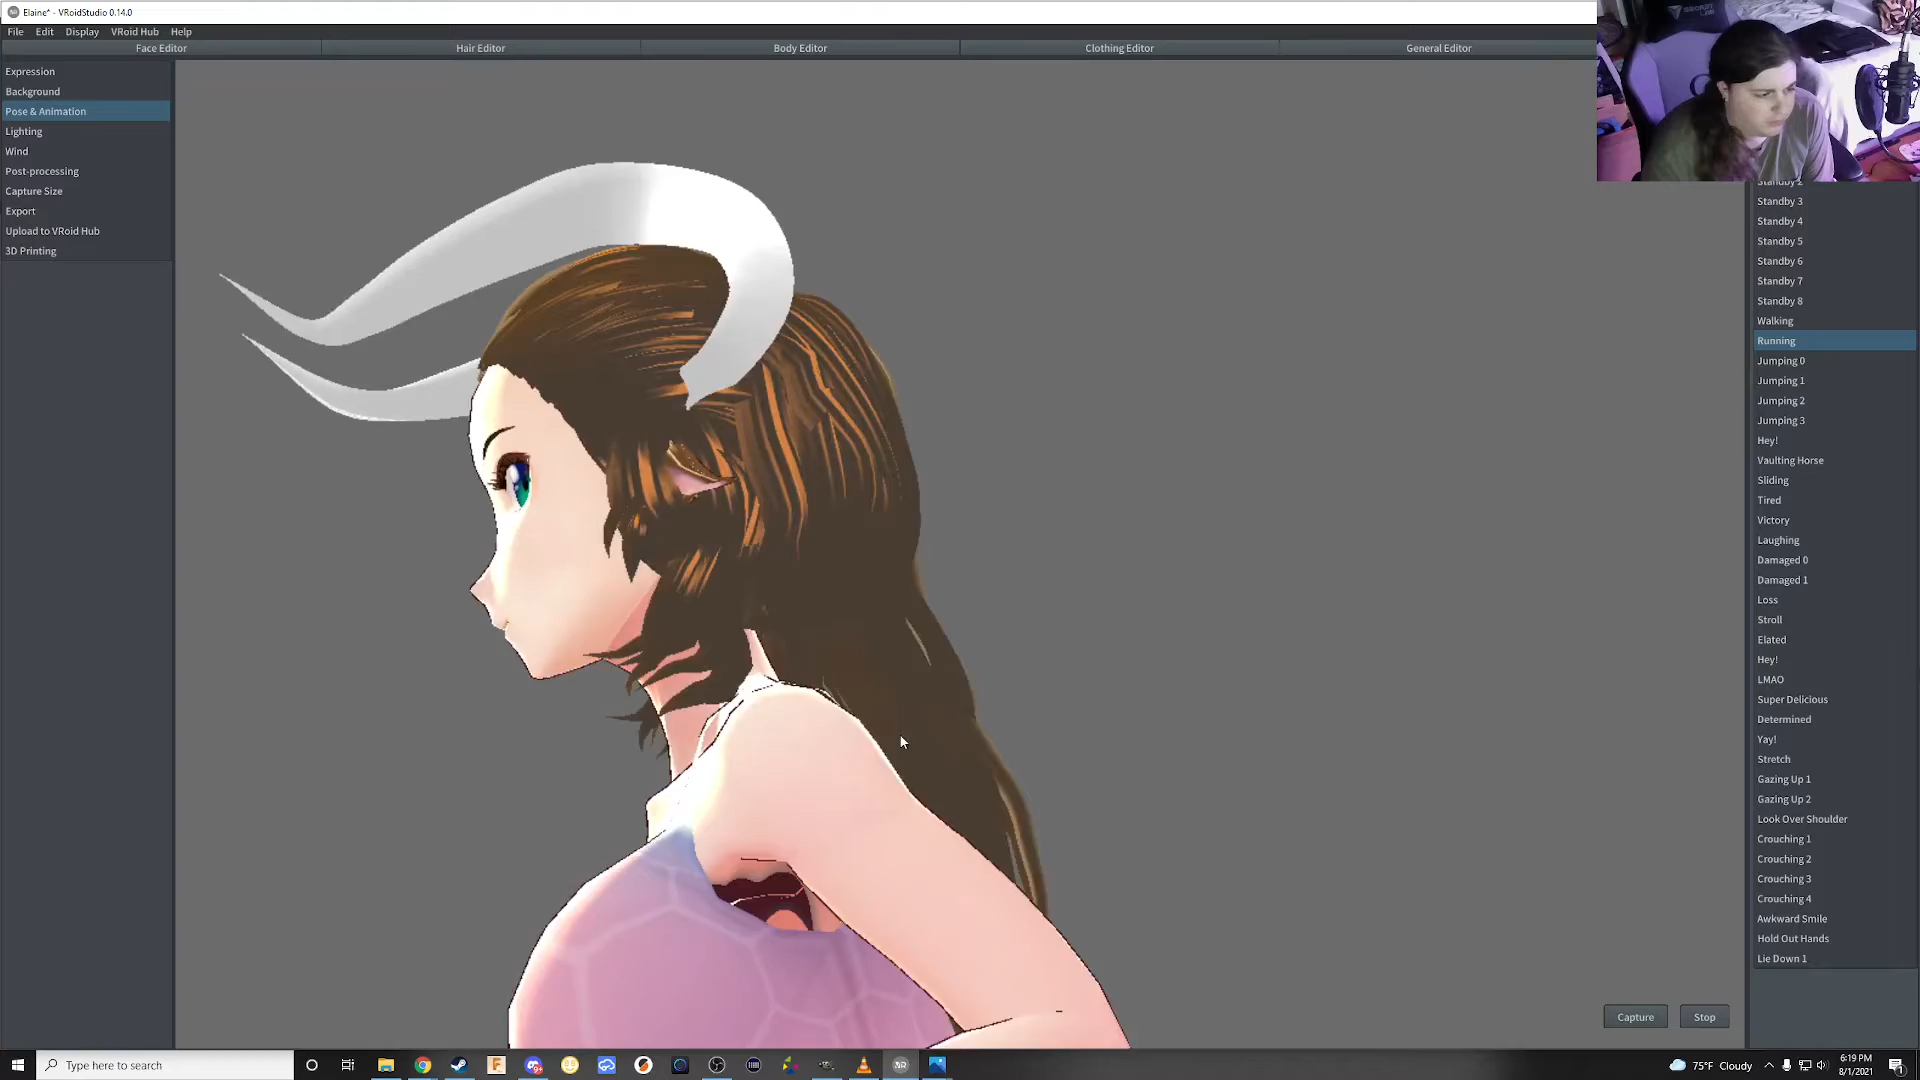 Elaine* - VRoidStudio 0.14.0
File Edit Display VRoid Hub Help
Face Editor Hair Editor Body Editor Clothing Editor General Editor
Expression
Background
Pose & Animation
Lighting
Wind
Post-processing
Capture Size
Export
Upload to VRoid Hub
3D Printing
Standby 2
Standby 3
Standby 4
Standby 5
Standby 6
Standby 7
Standby 8
Walking
Running
Jumping 0
Jumping 1
Jumping 2
Jumping 3
Hey!
Vaulting Horse
Sliding
Tired
Victory
Laughing
Damaged 0
Damaged 1
Loss
Stroll
Elated
Hey!
LMAO
Super Delicious
Determined
Yay!
Stretch
Gazing Up 1
Gazing Up 2
Look Over Shoulder
Crouching 1
Crouching 2
Crouching 3
Crouching 4
Awkward Smile
Hold Out Hands
Lie Down 1
Capture Stop
Type here to search
75°F Cloudy
6:19 PM
8/1/2021